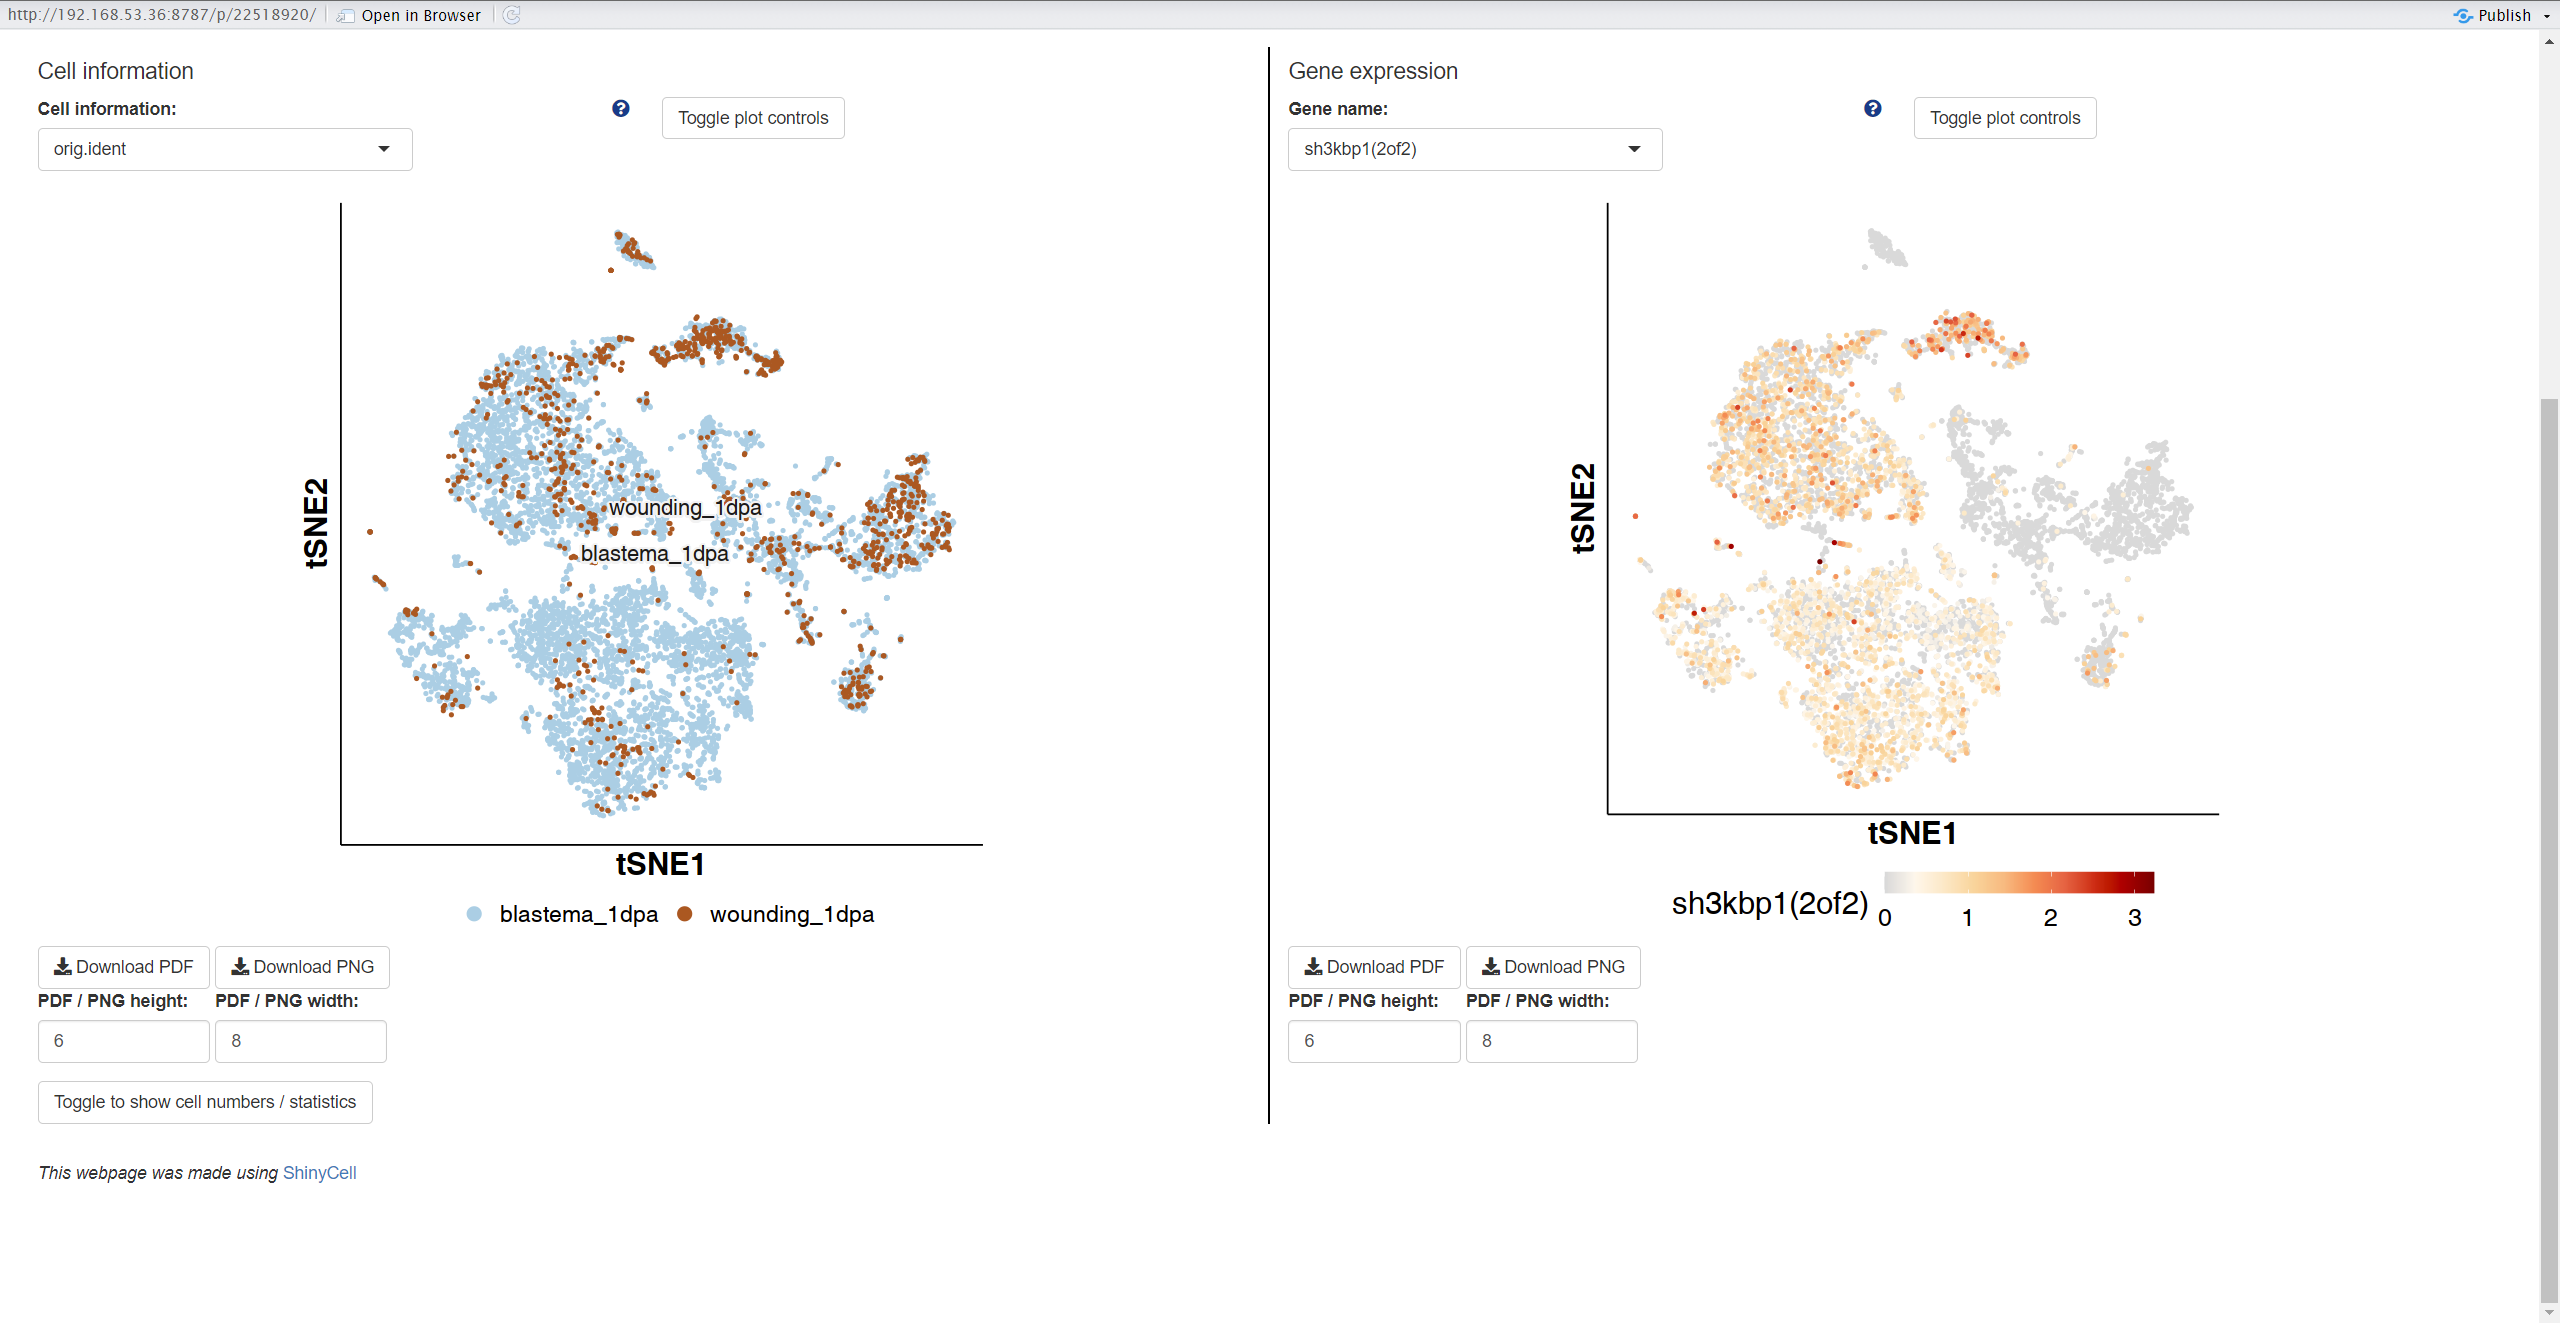 http://192.168.53.36:8787/p/22518920/ Open in Browser Publish
Cell information
Cell information:
Toggle plot controls
orig.ident
tSNE2
wounding_1dpa
blastema_1dpa
tSNE1
blastema_1dpa wounding_1dpa
Download PDF Download PNG
PDF / PNG height: PDF / PNG width:
6 8
Toggle to show cell numbers / statistics
This webpage was made using ShinyCell
Gene expression
Gene name:
Toggle plot controls
sh3kbp1(2of2)
tSNE2
tSNE1
sh3kbp1(2of2)
0 1 2 3
Download PDF Download PNG
PDF / PNG height: PDF / PNG width:
6 8